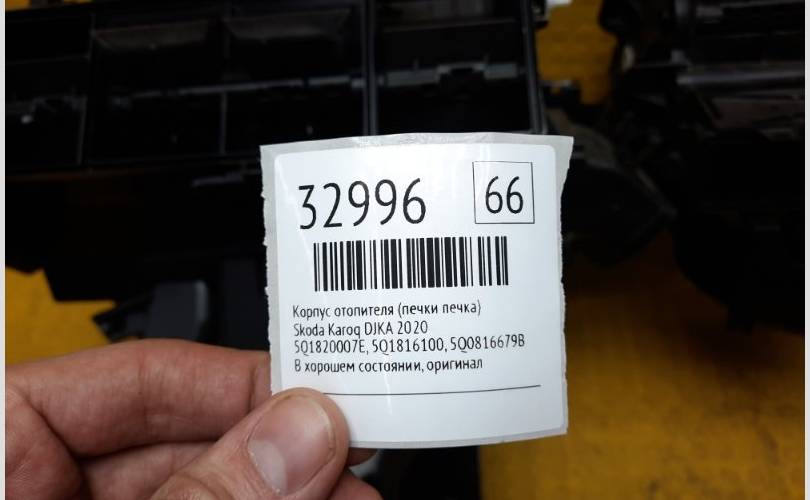 32996 66
Корпус отопителя (печки печка)
Skoda Karoq DJKA 2020
5Q1820007E, 5Q1816100, 5Q0816679B
В хорошем состоянии, оригинал